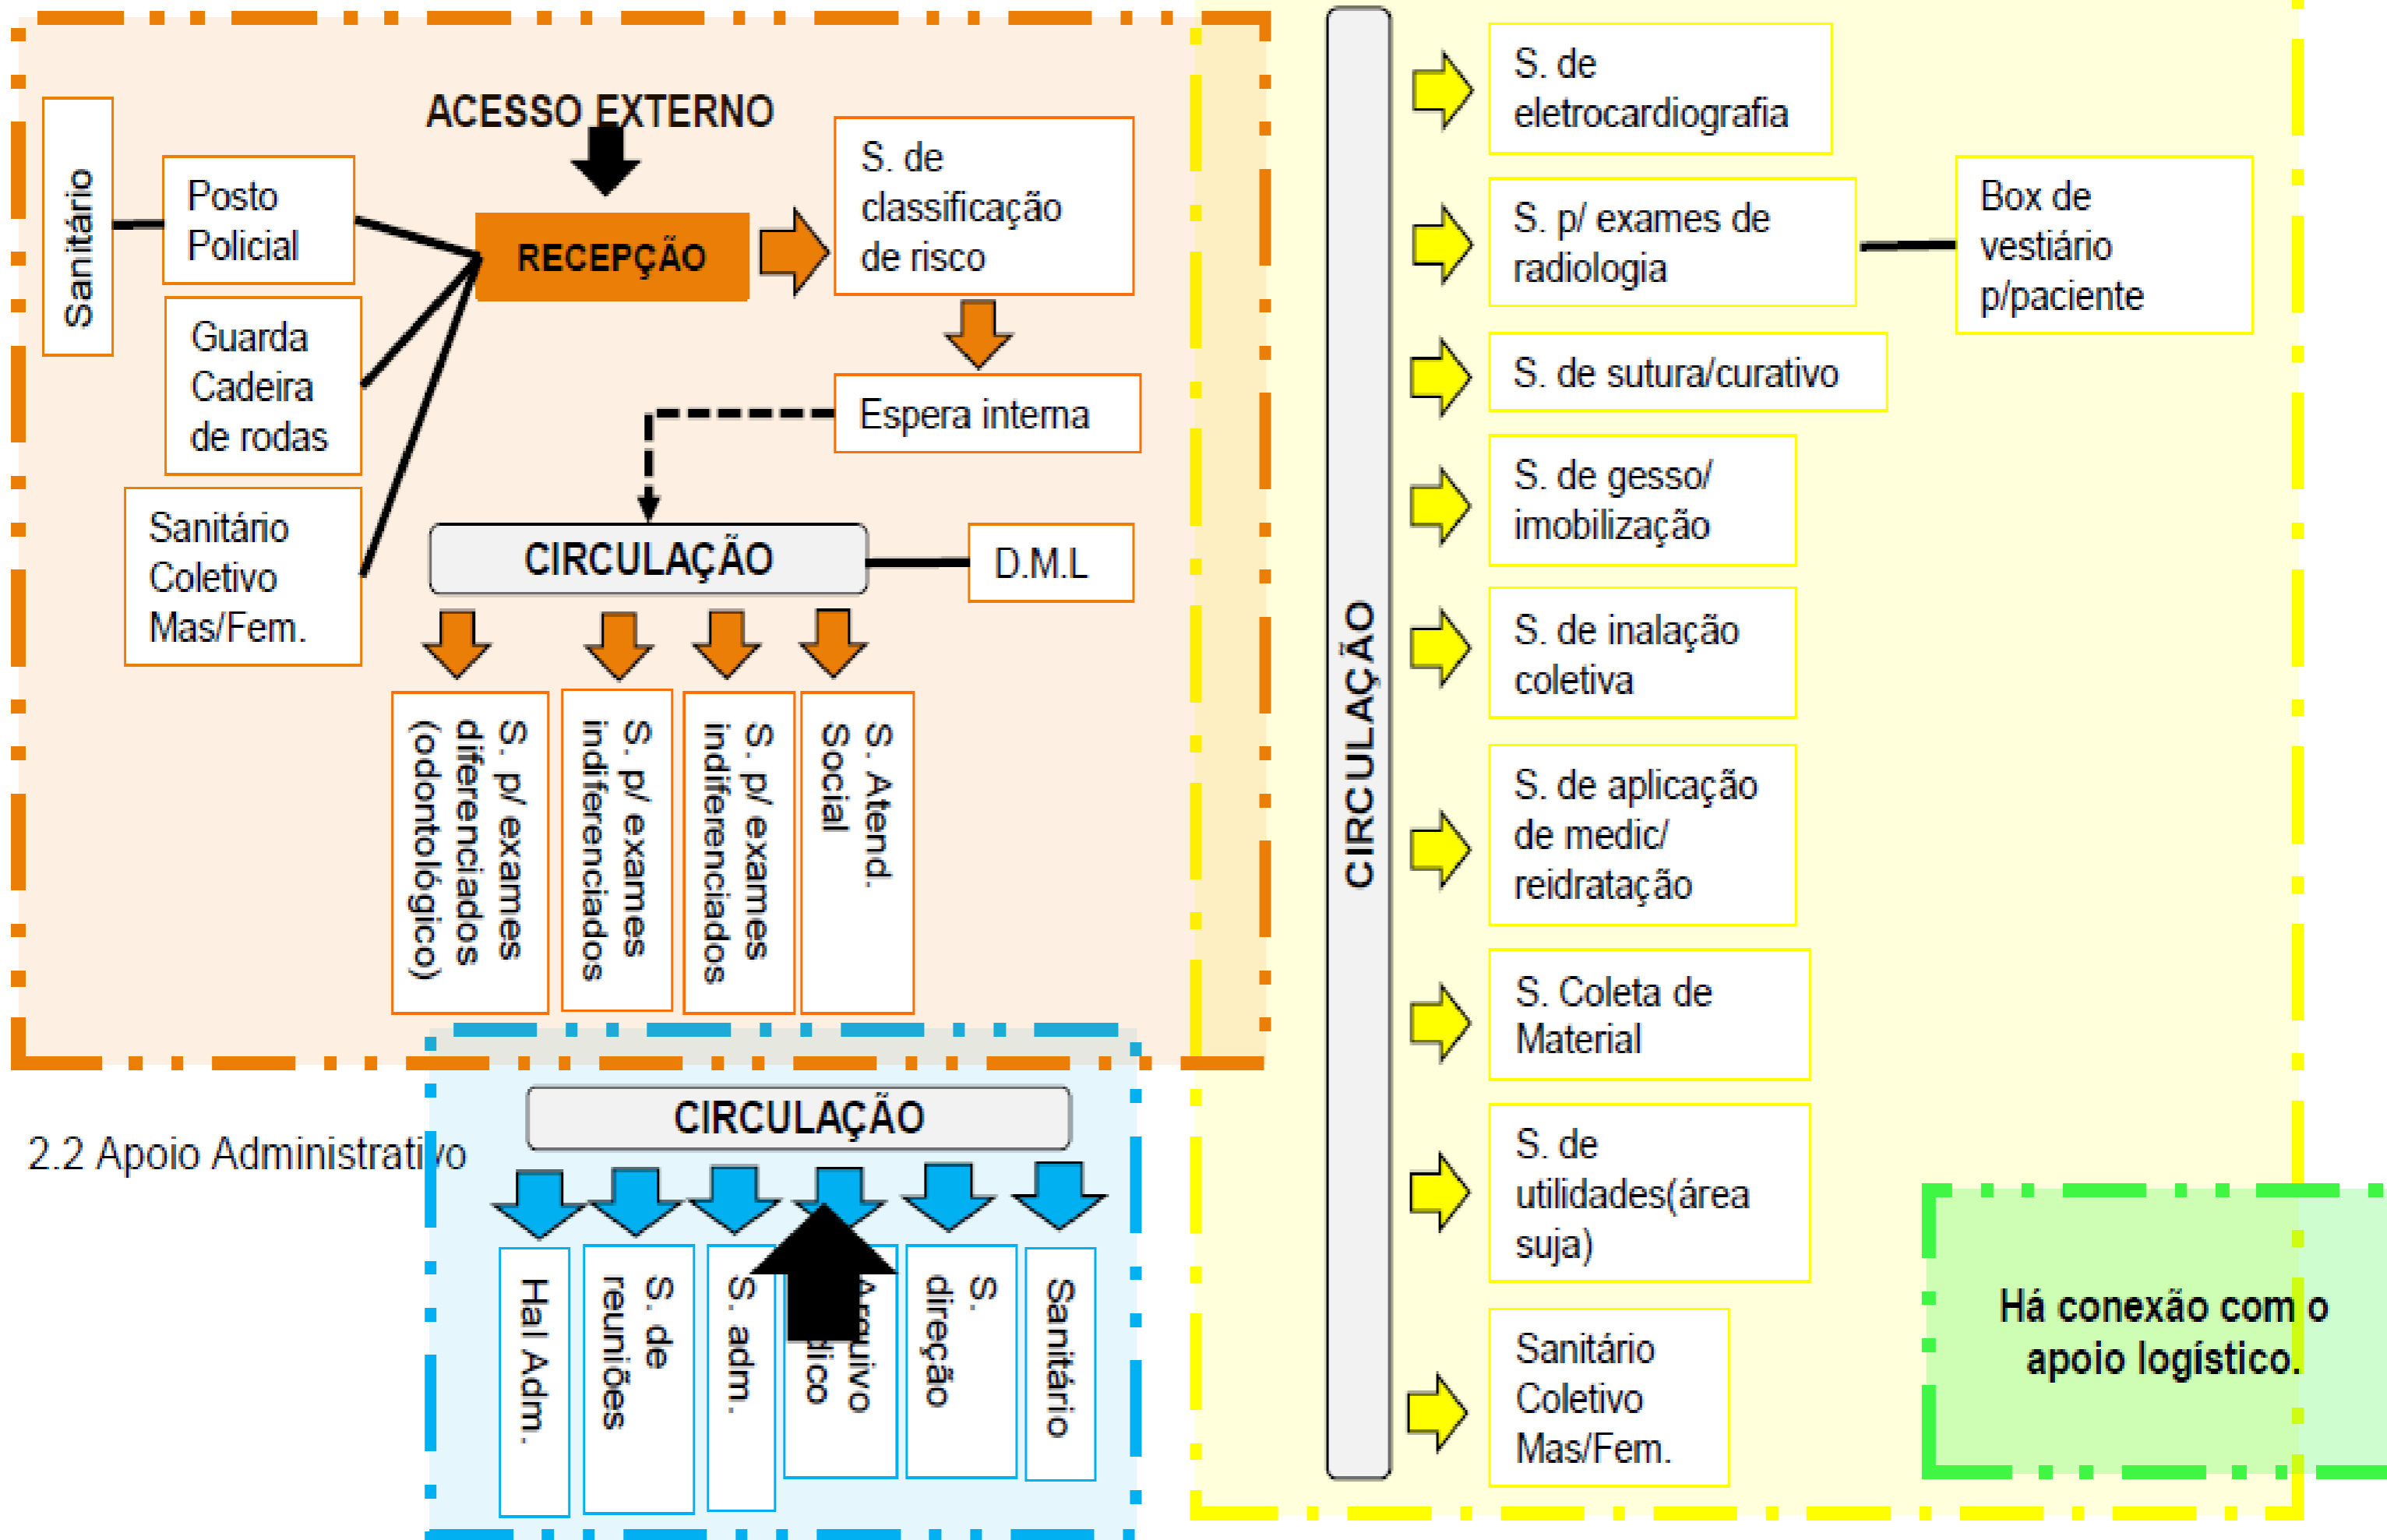 ACESSO EXTERNO
Sanitário
Posto
Policial
RECEPÇÃO
S. de
classificação
de risco
Guarda
Cadeira
de rodas
Espera interna
Sanitário
Coletivo
Mas/Fem.
CIRCULAÇÃO
D.M.L
S. p/ exames
diferenciados
(odontológico)
S. p/ exames
indiferenciados
S. p/ exames
indiferenciados
S. Atend.
Social
2.2 Apoio Administrativo
CIRCULAÇÃO
Hal Adm.
S. de
reuniões
S. adm.
S.
direção
Sanitário
CIRCULAÇÃO
S. de
eletrocardiografia
S. p/ exames de
radiologia
Box de
vestiário
p/paciente
S. de sutura/curativo
S. de gesso/
imobilização
S. de inalação
coletiva
S. de aplicação
de medic/
reidratação
S. Coleta de
Material
S. de
utilidades(área
suja)
Sanitário
Coletivo
Mas/Fem.
Há conexão com o
apoio logístico.